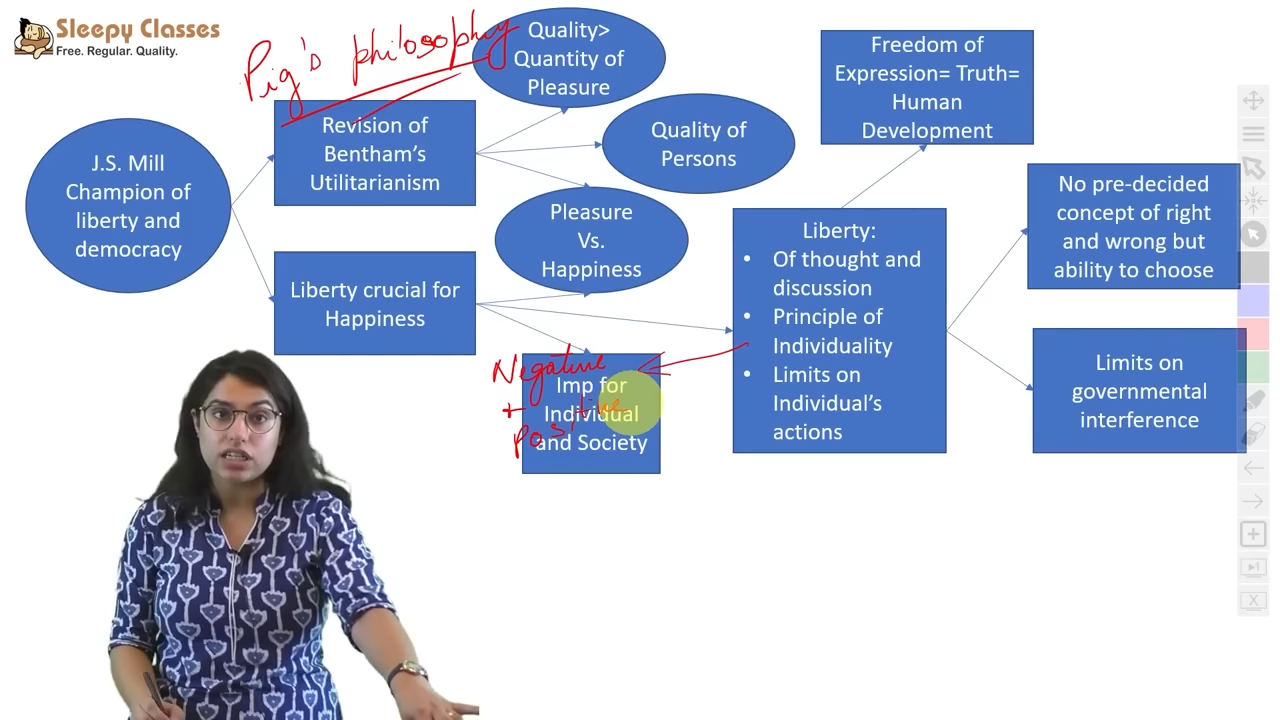 Sleepy Classes
Free. Regular. Quality.
Pig's philosophy
J.S. Mill
Champion of
liberty and
democracy
Revision of
Bentham's
Utilitarianism
Liberty crucial for
Happiness
Quality>
Quantity of
Pleasure
Quality of
Persons
Pleasure
Vs.
Happiness
Negative
+
Positive
Imp for
Individual
and Society
Liberty:
• Of thought and
discussion
• Principle of
Individuality
• Limits on
Individual's
actions
Freedom of
Expression= Truth=
Human
Development
No pre-decided
concept of right
and wrong but
ability to choose
Limits on
governmental
interference